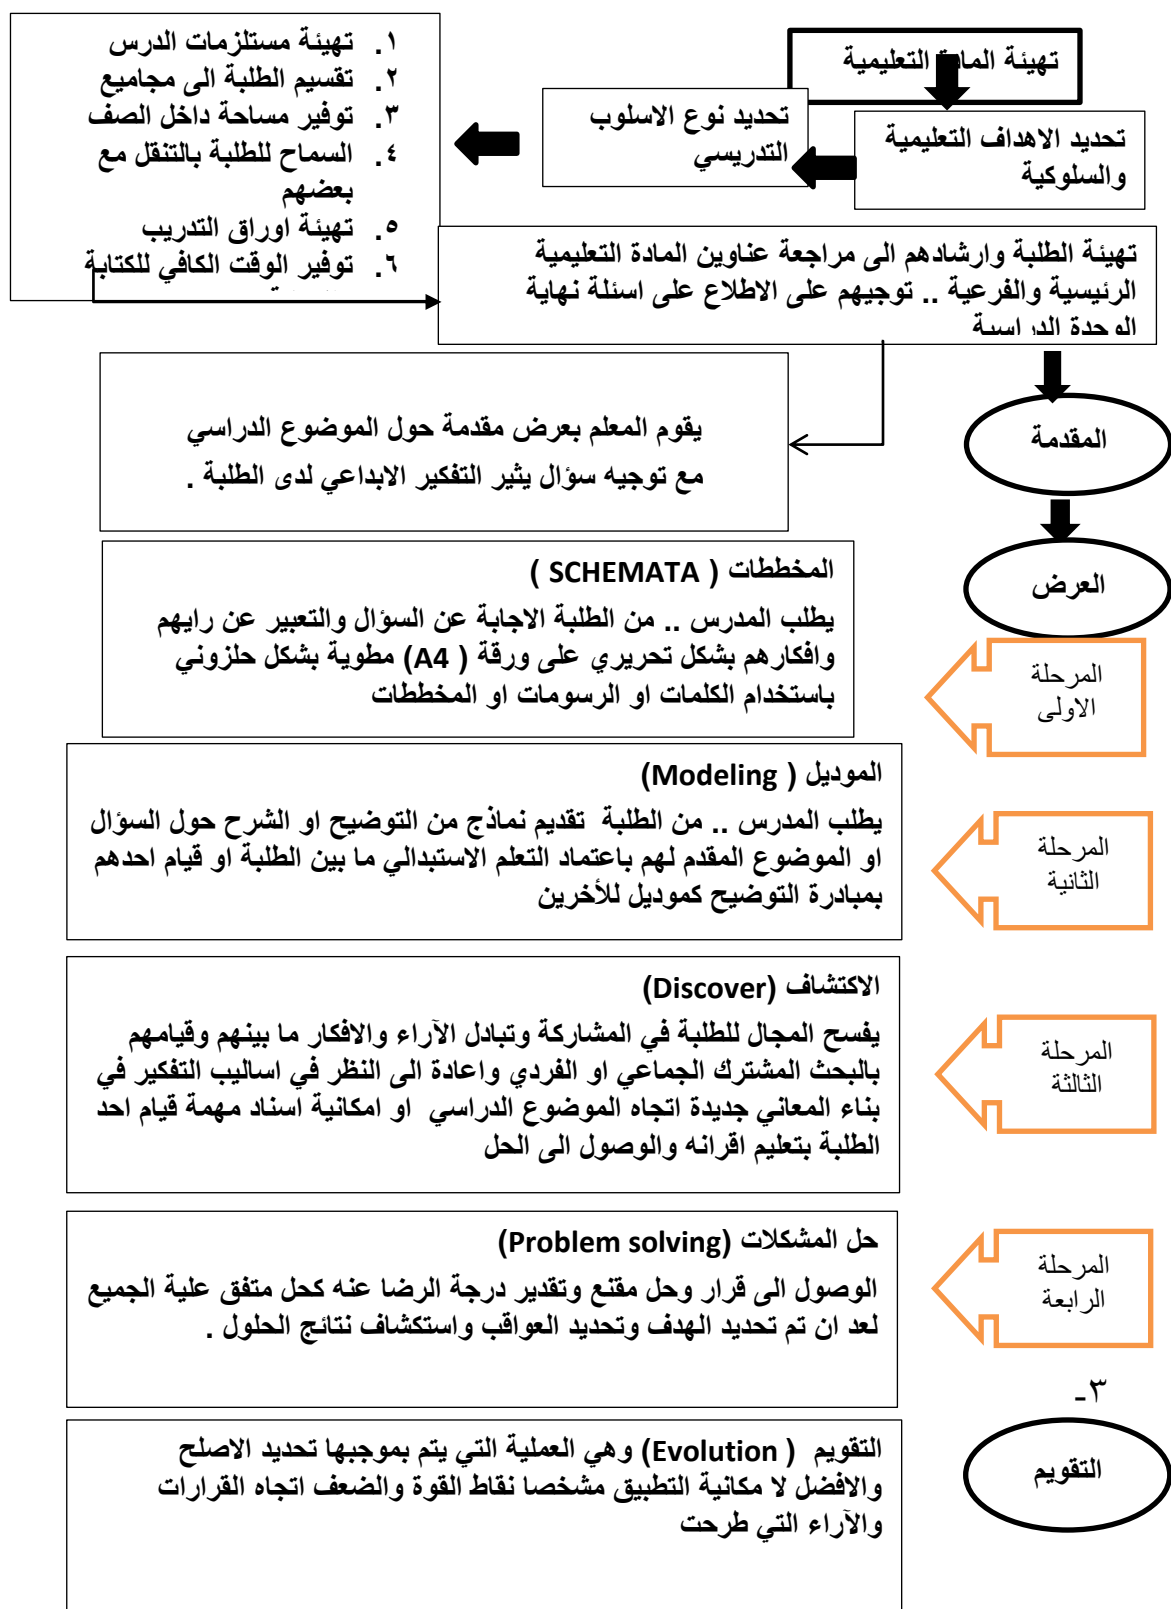 تهيئة المادة التعليمية
تحديد الاهداف التعليمية
والسلوكية
تحديد نوع الاسلوب
التدريسي
١. تهيئة مستلزمات الدرس
٢. تقسيم الطلبة الى مجاميع
٣. توفير مساحة داخل الصف
٤. السماح للطلبة بالتنقل مع
بعضهم
٥. تهيئة اوراق التدريب
٦. توفير الوقت الكافي للكتابة
تهيئة الطلبة وارشادهم الى مراجعة عناوين المادة التعليمية
الرئيسية والفرعية .. توجيهم على الاطلاع على اسئلة نهاية
الوحدة الدراسية
المقدمة
يقوم المعلم بعرض مقدمة حول الموضوع الدراسي
مع توجيه سؤال يثير التفكير الابداعي لدى الطلبة .
العرض
المرحلة
الاولى
المخططات ( SCHEMATA )
يطلب المدرس .. من الطلبة الاجابة عن السؤال والتعبير عن رايهم
وافكارهم بشكل تحريري على ورقة ( A4) مطوية بشكل حلزوني
باستخدام الكلمات او الرسومات او المخططات
المرحلة
الثانية
الموديل ( Modeling)
يطلب المدرس .. من الطلبة تقديم نماذج من التوضيح او الشرح حول السؤال
او الموضوع المقدم لهم باعتماد التعلم الاستبدالي ما بين الطلبة او قيام احدهم
بمبادرة التوضيح كموديل للأخرين
المرحلة
الثالثة
الاكتشاف (Discover)
يفسح المجال للطلبة في المشاركة وتبادل الآراء والافكار ما بينهم وقيامهم
بالبحث المشترك الجماعي او الفردي واعادة الى النظر في اساليب التفكير في
بناء المعاني جديدة اتجاه الموضوع الدراسي او امكانية اسناد مهمة قيام احد
الطلبة بتعليم اقرانه والوصول الى الحل
المرحلة
الرابعة
حل المشكلات (Problem solving)
الوصول الى قرار وحل مقنع وتقدير درجة الرضا عنه كحل متفق علية الجميع
لعد ان تم تحديد الهدف وتحديد العواقب واستكشاف نتائج الحلول .
٣-
التقويم
التقويم ( Evolution) وهي العملية التي يتم بموجبها تحديد الاصلح
والافضل لا مكانية التطبيق مشخصا نقاط القوة والضعف اتجاه القرارات
والآراء التي طرحت